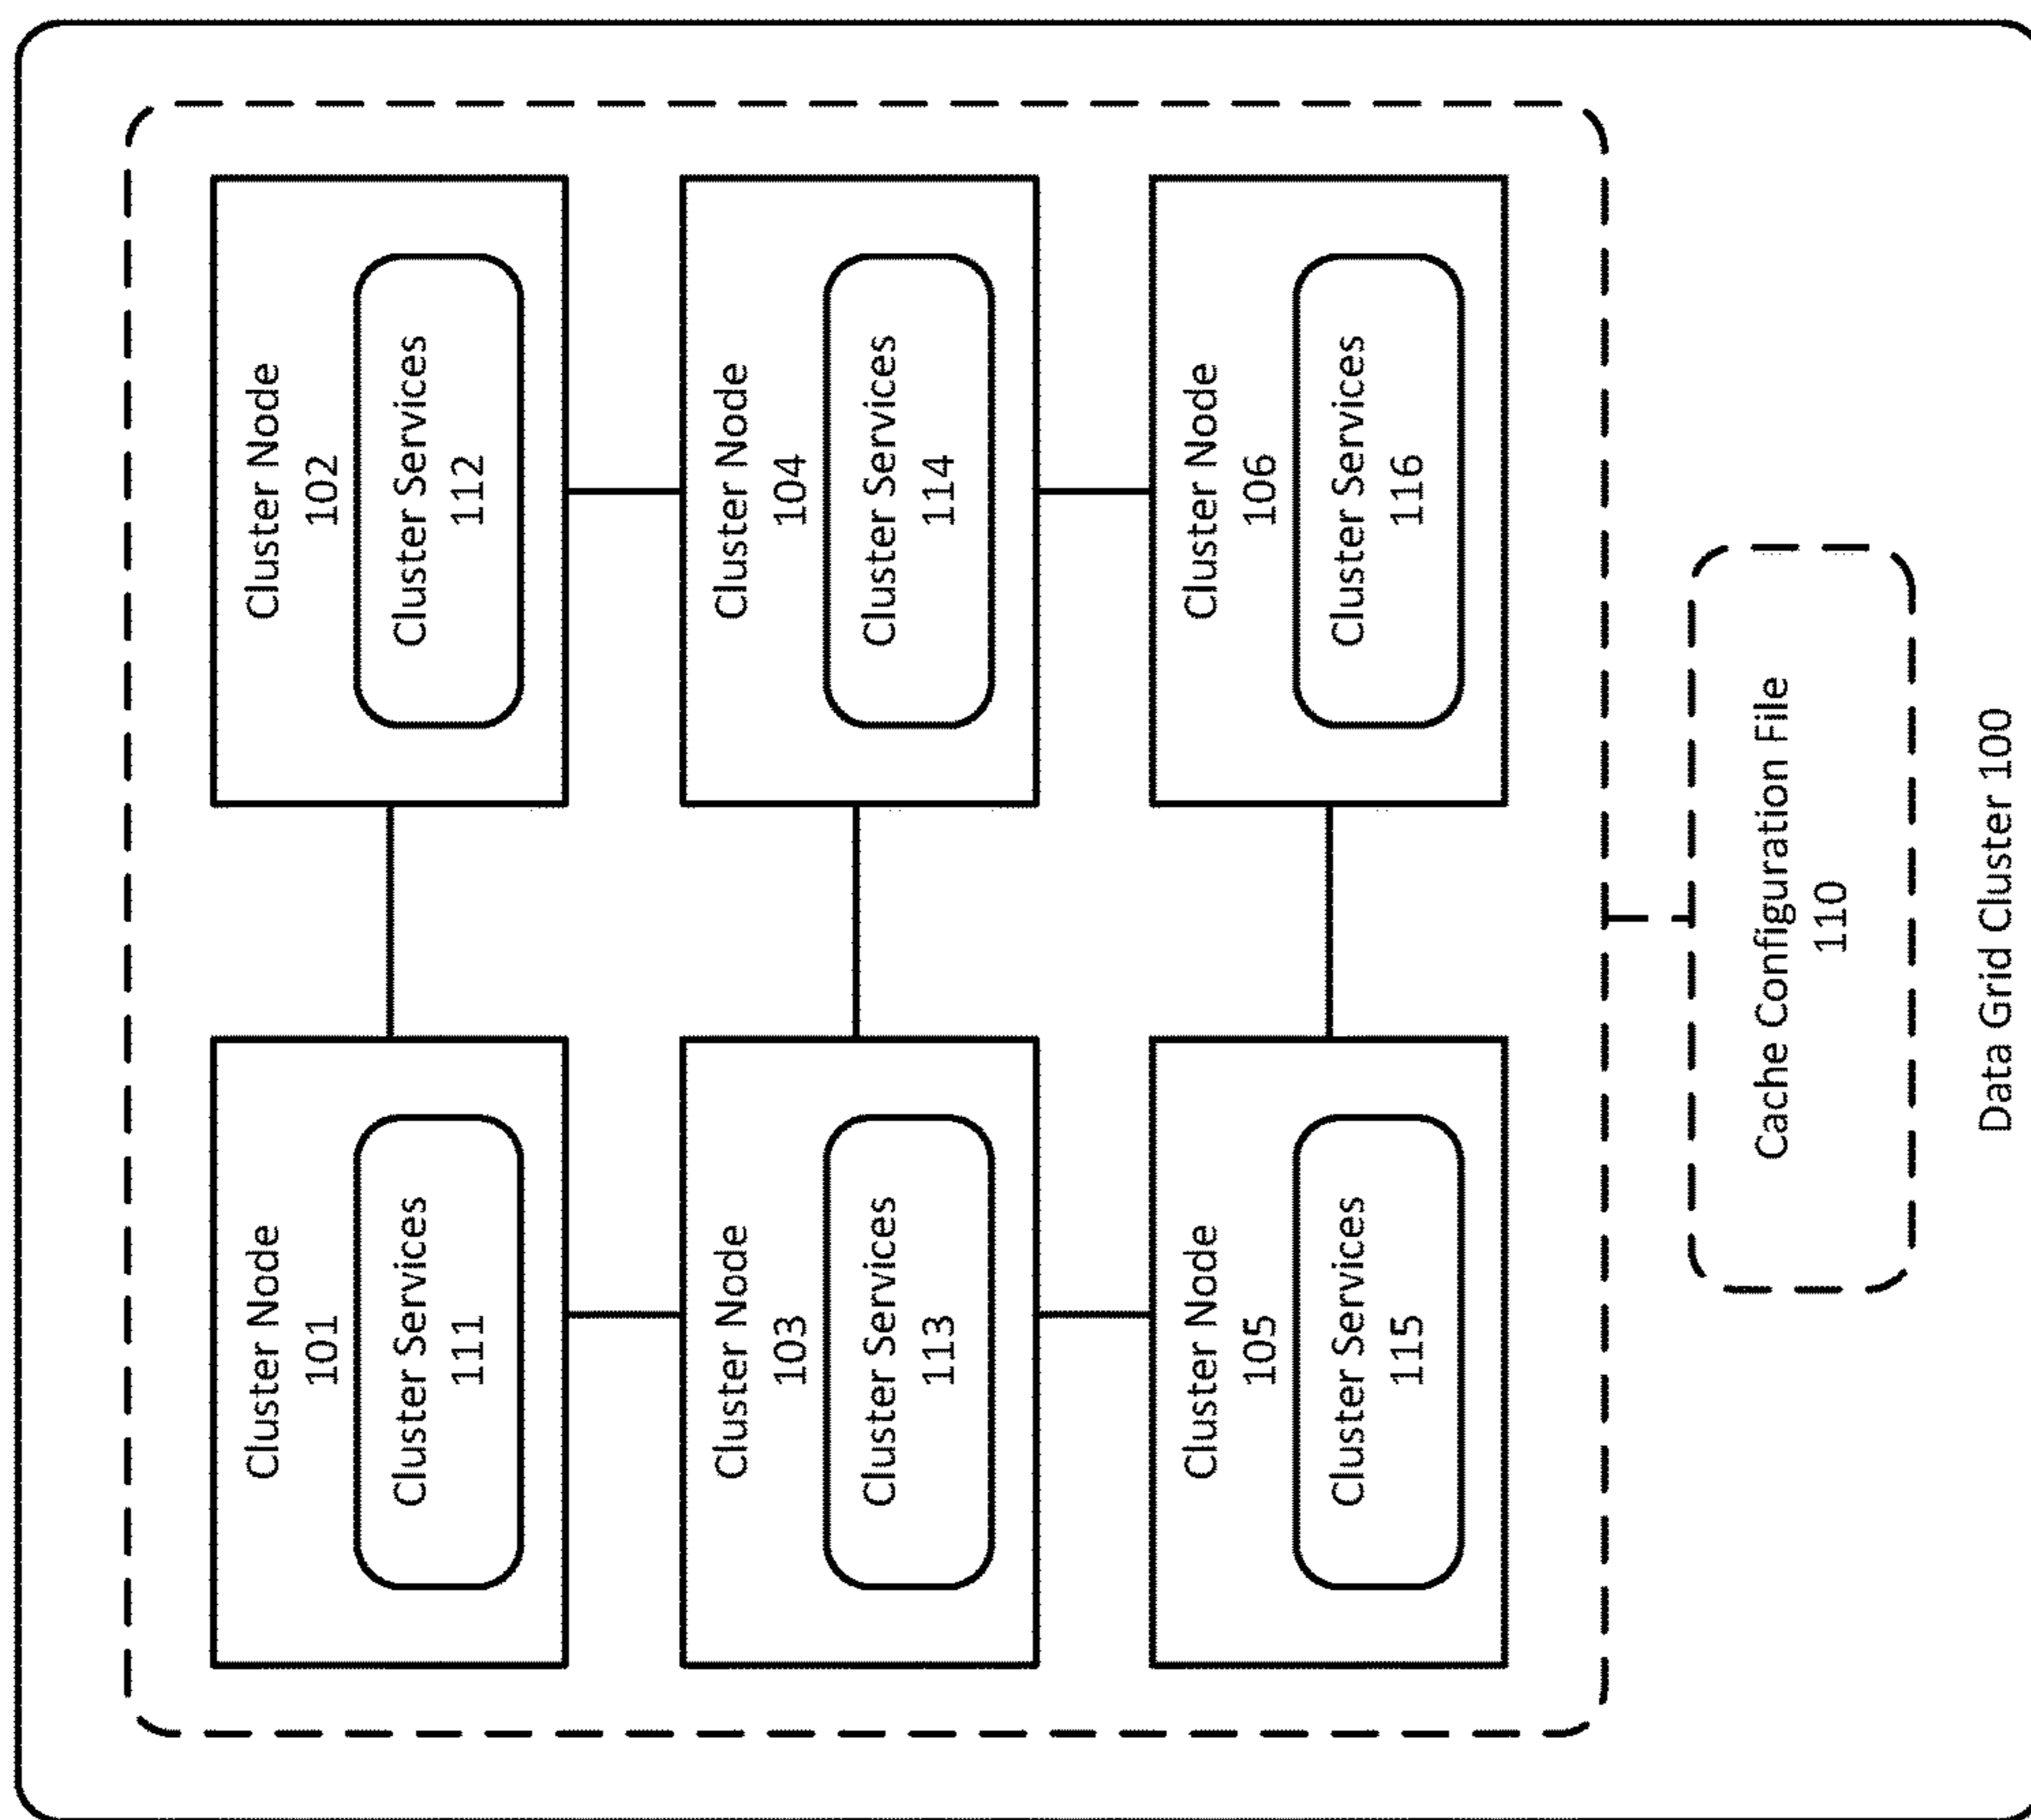 Cluster Node
101
Cluster Services
111
Cluster Node
102
Cluster Services
112
Cluster Node
103
Cluster Services
113
Cluster Node
104
Cluster Services
114
Cluster Node
105
Cluster Services
115
Cluster Node
106
Cluster Services
116
Cache Configuration File
110
Data Grid Cluster 100